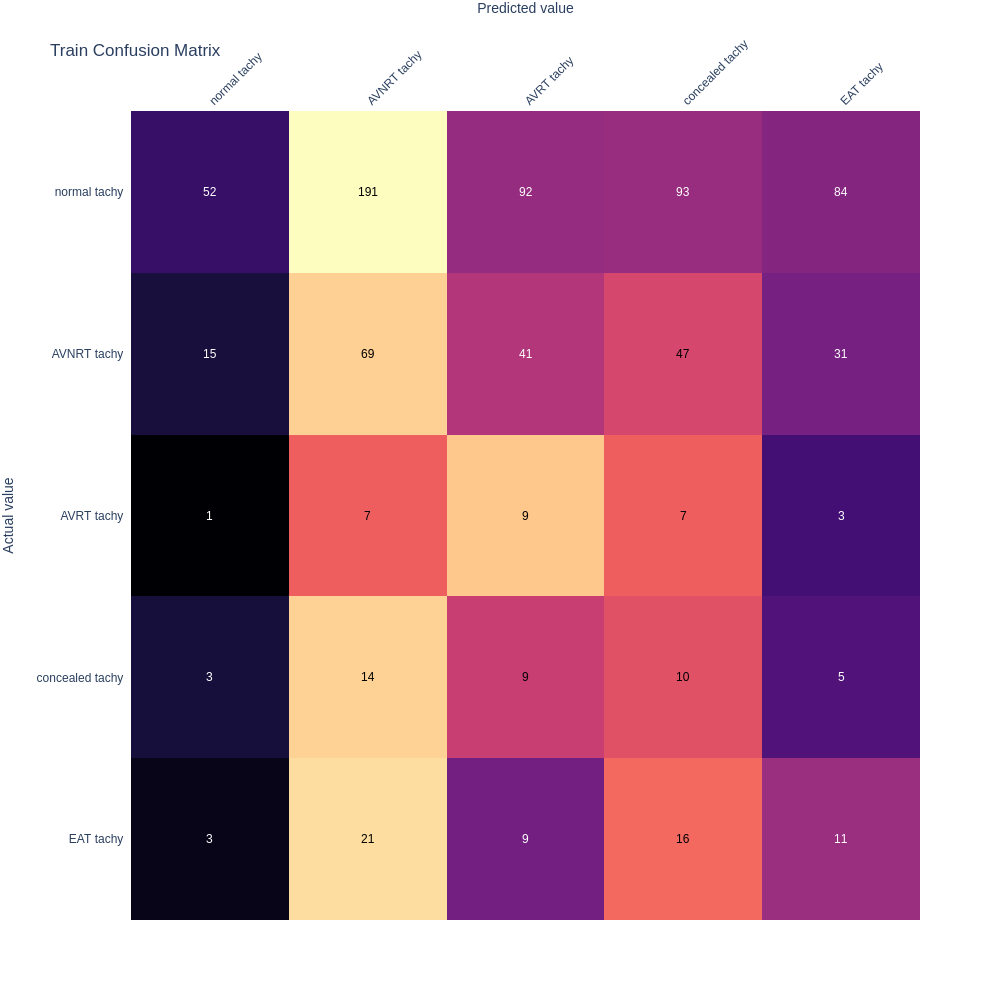 Predicted value
Train Confusion Matrix
normal tachy AVNRT tachy AVRT tachy concealed tachy EAT tachy
normal tachy 52 191 92 93 84
AVNRT tachy 15 69 41 47 31
Actual value
AVRT tachy 1 7 9 7 3
concealed tachy 3 14 9 10 5
EAT tachy 3 21 9 16 11